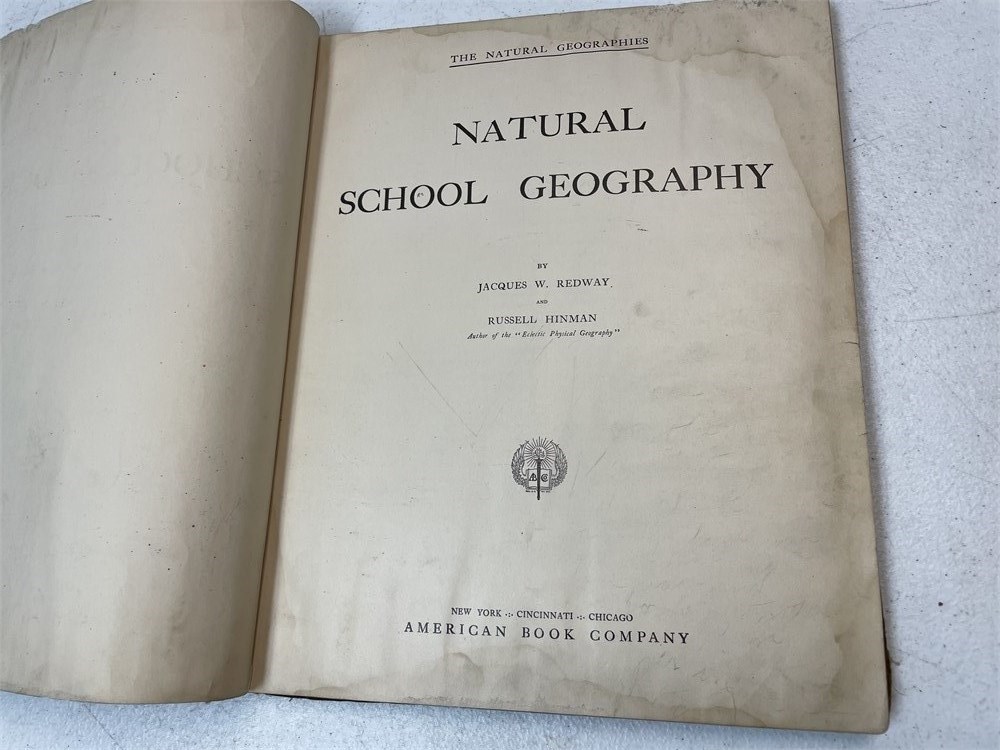 THE NATURAL GEOGRAPHIES
NATURAL
SCHOOL GEOGRAPHY
BY
JACQUES W. REDWAY
AND
RUSSELL HINMAN
Author of the "Eclectic Physical Geography"
ABC
NEW YORK ·:· CINCINNATI ·:· CHICAGO
AMERICAN BOOK COMPANY